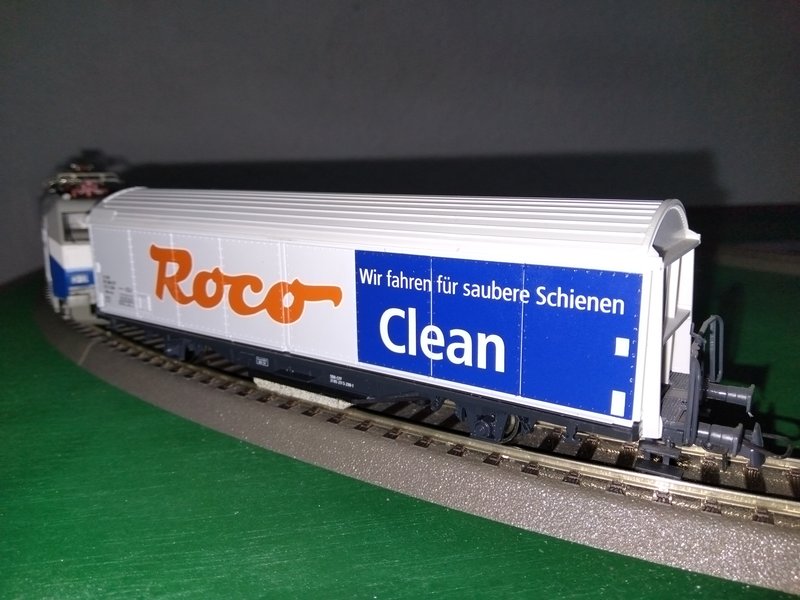 Roco
Wir fahren für saubere Schienen
Clean